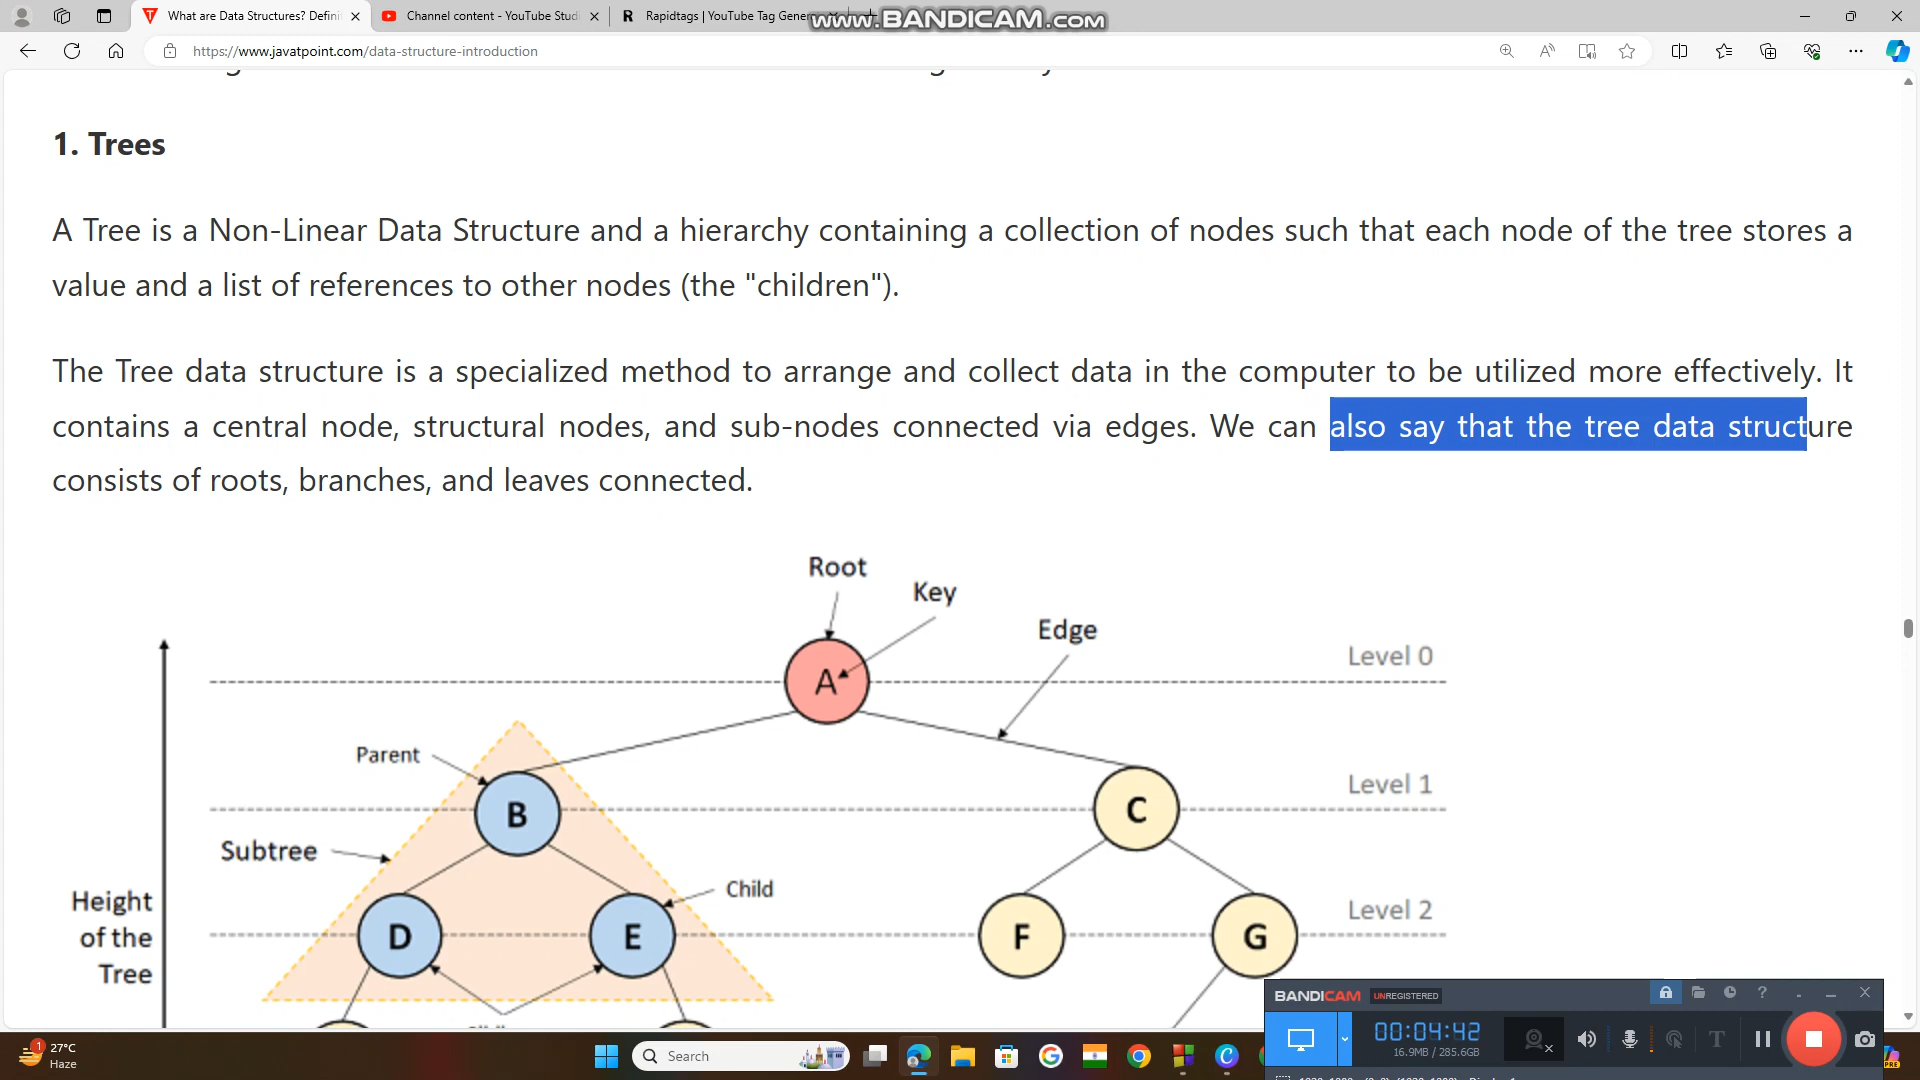 What are Data Structures? Defini
Channel content - YouTube Studi
Rapidtags | YouTube Tag Gener
www.BANDICAM.com
https://www.javatpoint.com/data-structure-introduction
1. Trees
A Tree is a Non-Linear Data Structure and a hierarchy containing a collection of nodes such that each node of the tree stores a
value and a list of references to other nodes (the "children").
The Tree data structure is a specialized method to arrange and collect data in the computer to be utilized more effectively. It
contains a central node, structural nodes, and sub-nodes connected via edges. We can also say that the tree data structure
consists of roots, branches, and leaves connected.
Root
Key
Edge
Level 0
A
Parent
Level 1
B
C
Subtree
Child
Level 2
Height
of the
Tree
D
E
F
G
BANDICAM UNREGISTERED
00:04:42
16.9MB / 285.6GB
1
27°C
Haze
Search